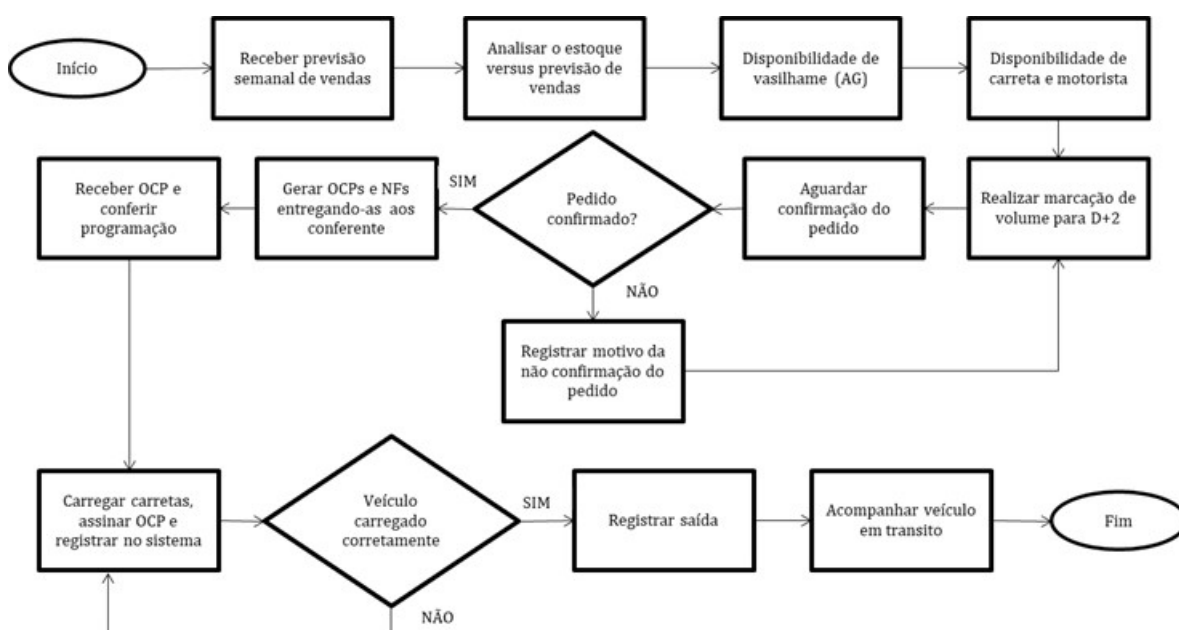 Início
Receber previsão
semanal de vendas
Analisar o estoque
versus previsão de
vendas
Disponibilidade de
vasilhame (AG)
Disponibilidade de
carreta e motorista
Realizar marcação de
volume para D+2
Aguardar
confirmação do
pedido
Pedido
confirmado?
SIM
Gerar OCPs e NFs
entregando-as aos
conferente
Receber OCP e
conferir
programação
NÃO
Registrar motivo da
não confirmação do
pedido
Carregar carretas,
assinar OCP e
registrar no sistema
Veículo
carregado
corretamente
SIM
Registrar saída
Acompanhar veículo
em transito
Fim
NÃO